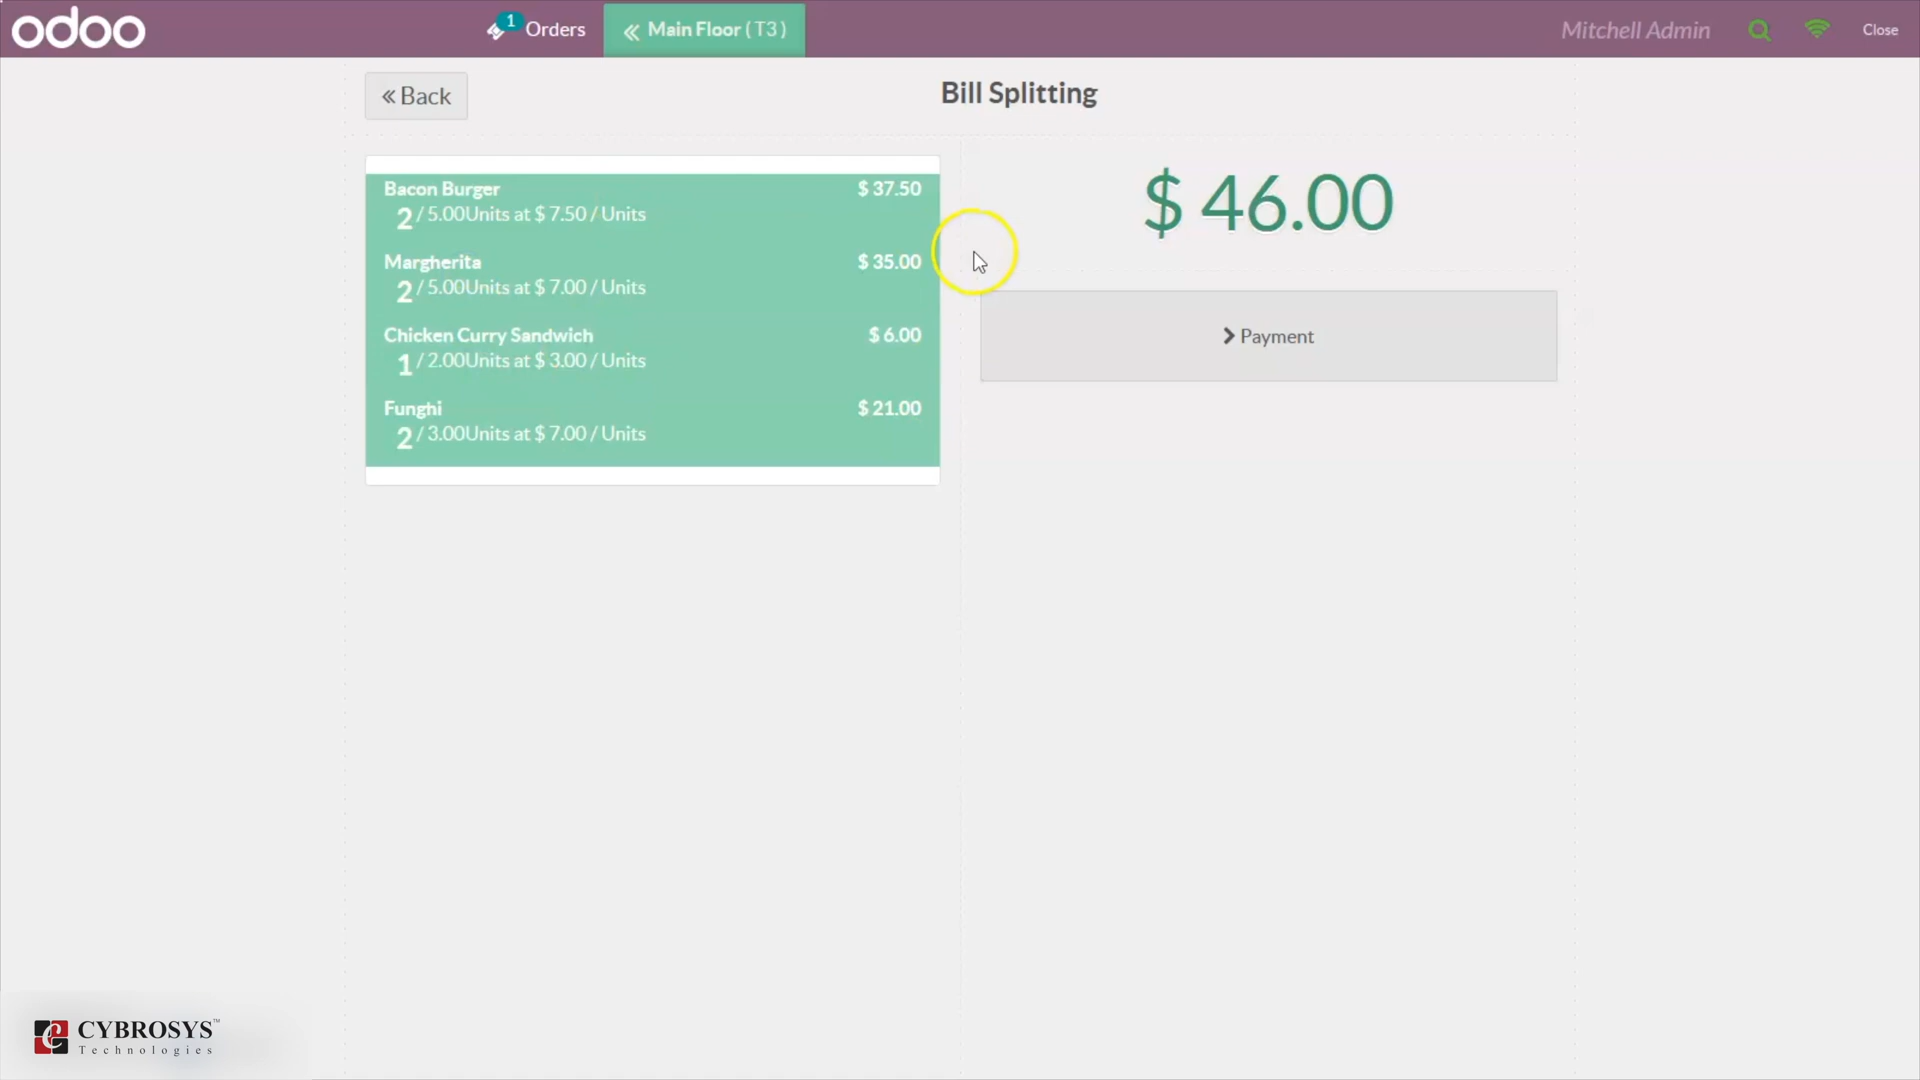 odoo
1
Orders
Main Floor ( T3 )
Mitchell Admin
Close
Back
Bill Splitting
Bacon Burger $ 37.50
2 / 5.00Units at $ 7.50 / Units
Margherita $ 35.00
2 / 5.00Units at $ 7.00 / Units
Chicken Curry Sandwich $ 6.00
1 / 2.00Units at $ 3.00 / Units
Funghi $ 21.00
2 / 3.00Units at $ 7.00 / Units
$ 46.00
Payment
CYBROSYS™
Technologies